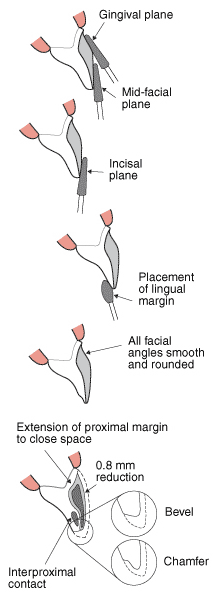 Gingival plane
Mid-facial
plane
Incisal
plane
Placement
of lingual
margin
All facial
angles smooth
and rounded
Extension of proximal margin
to close space
0.8 mm
reduction
Bevel
Chamfer
Interproximal
contact